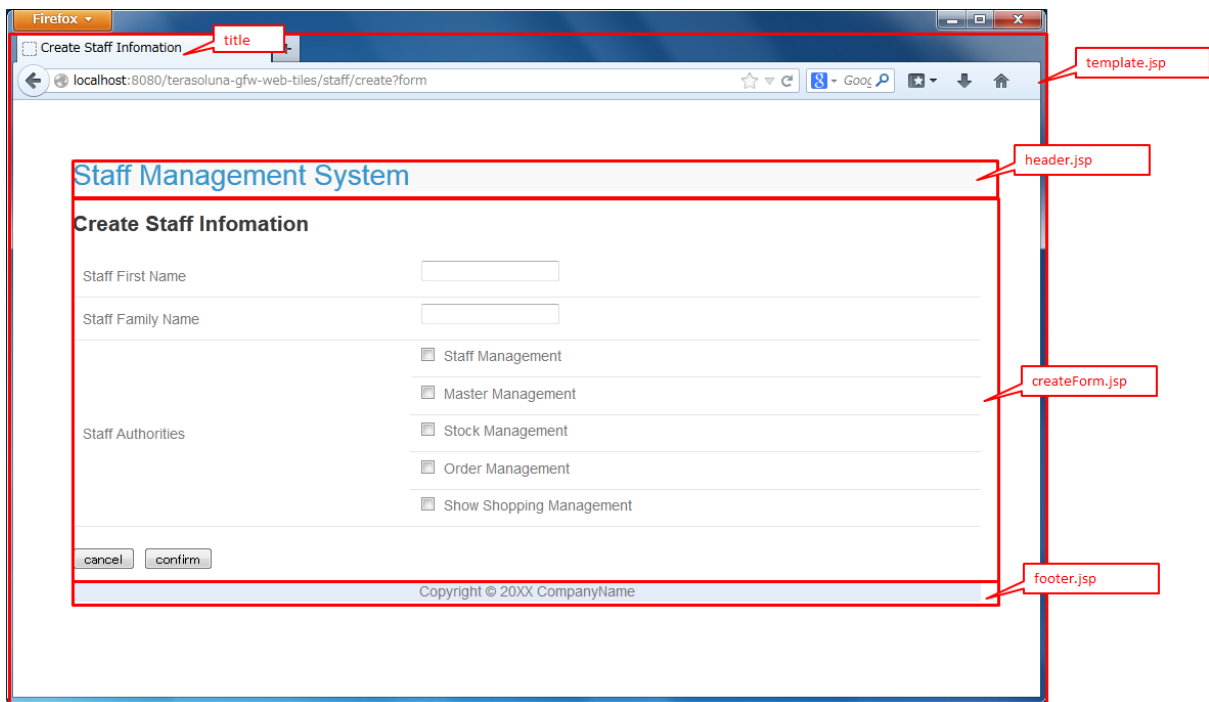 Firefox
Create Staff Infomation
title
localhost:8080/terasoluna-gfw-web-tiles/staff/create?form
Goog
template.jsp
header.jsp
Staff Management System
Create Staff Infomation
Staff First Name
Staff Family Name
Staff Management
Master Management
createForm.jsp
Staff Authorities
Stock Management
Order Management
Show Shopping Management
cancel confirm
footer.jsp
Copyright © 20XX CompanyName